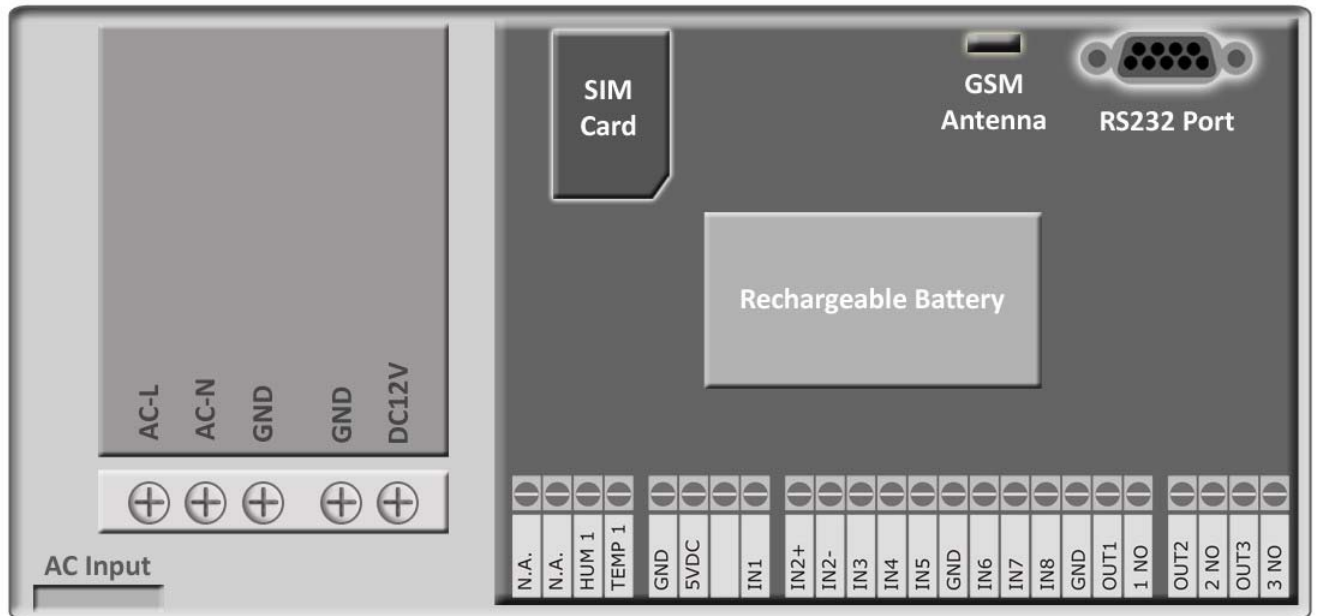 SIM
Card
GSM
Antenna
RS232 Port
Rechargeable Battery
AC-L
AC-N
GND
GND
DC12V
AC Input
N.A.
N.A.
HUM 1
TEMP 1
GND
5VDC
IN1
IN2+
IN2-
IN3
IN4
IN5
GND
IN6
IN7
IN8
GND
OUT1
1 NO
OUT2
2 NO
OUT3
3 NO